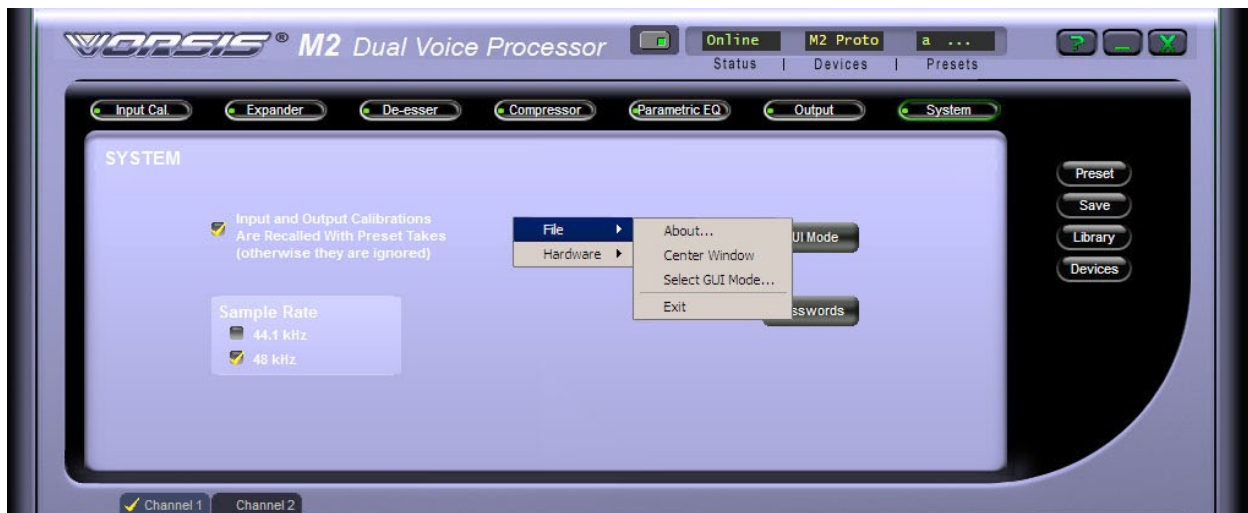 VORSIS® M2 Dual Voice Processor
Online M2 Proto a ...
Status | Devices | Presets
? _ X
Input Cal. Expander De-esser Compressor Parametric EQ Output System
SYSTEM
Preset
Save
Library
Devices
Input and Output Calibrations
Are Recalled With Preset Takes
(otherwise they are ignored)
File
Hardware
About...
Center Window
Select GUI Mode...
Exit
UI Mode
sswords
Sample Rate
44.1 kHz
48 kHz
Channel 1 Channel 2